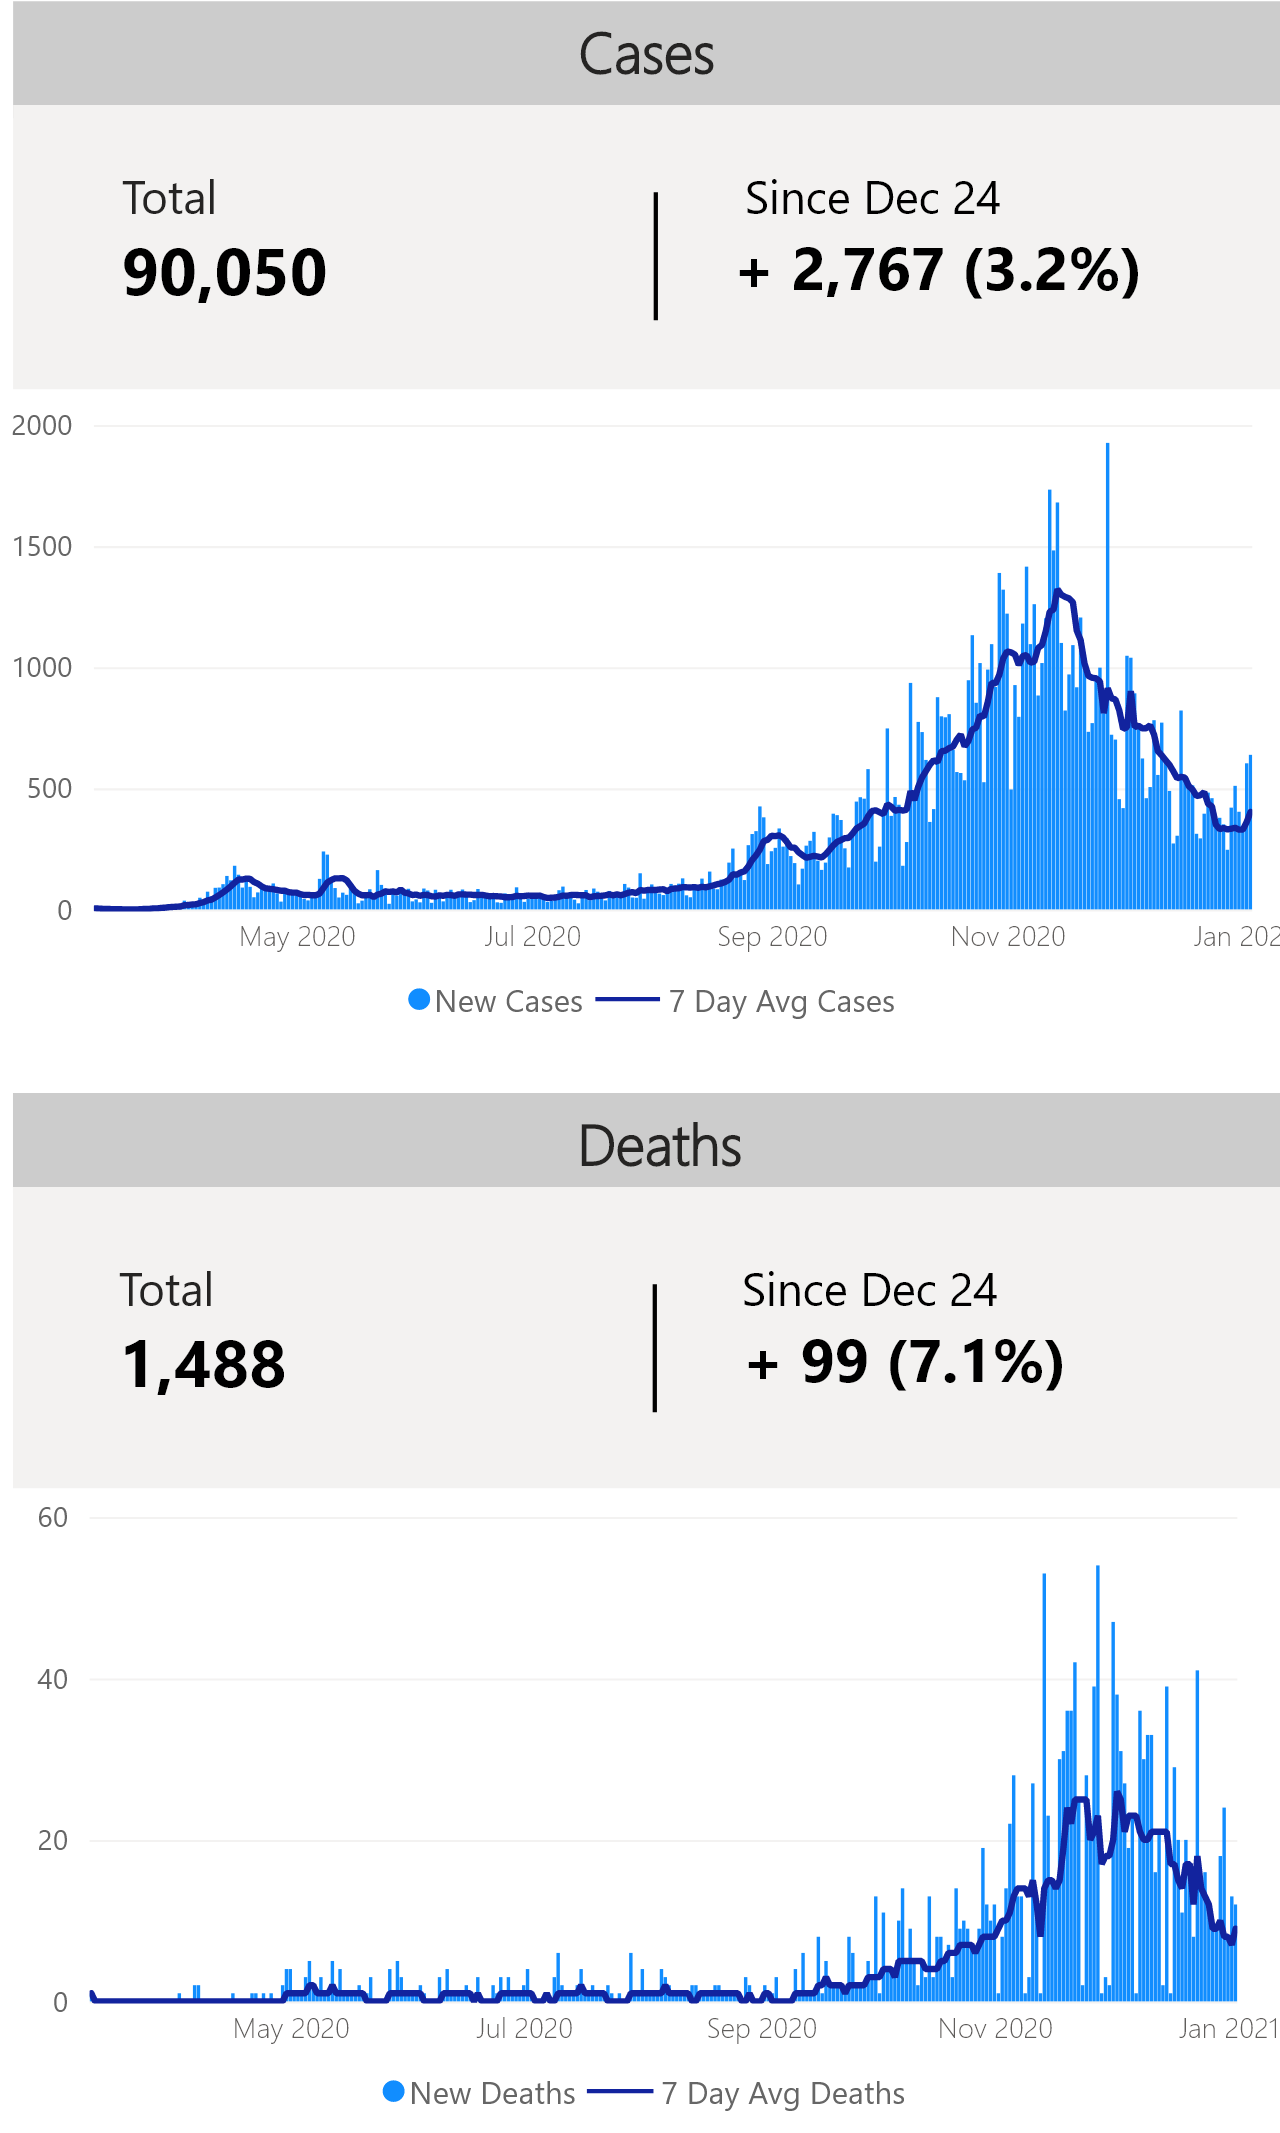 Cases
Total
Since Dec 24
90,050
+ 2,767 (3.2%)
2000
1500
1000
500
0
May 2020 Jul 2020 Sep 2020 Nov 2020 Jan 202
New Cases 7 Day Avg Cases
Deaths
Total
Since Dec 24
1,488
+ 99 (7.1%)
60
40
20
0
May 2020 Jul 2020 Sep 2020 Nov 2020 Jan 2021
New Deaths 7 Day Avg Deaths